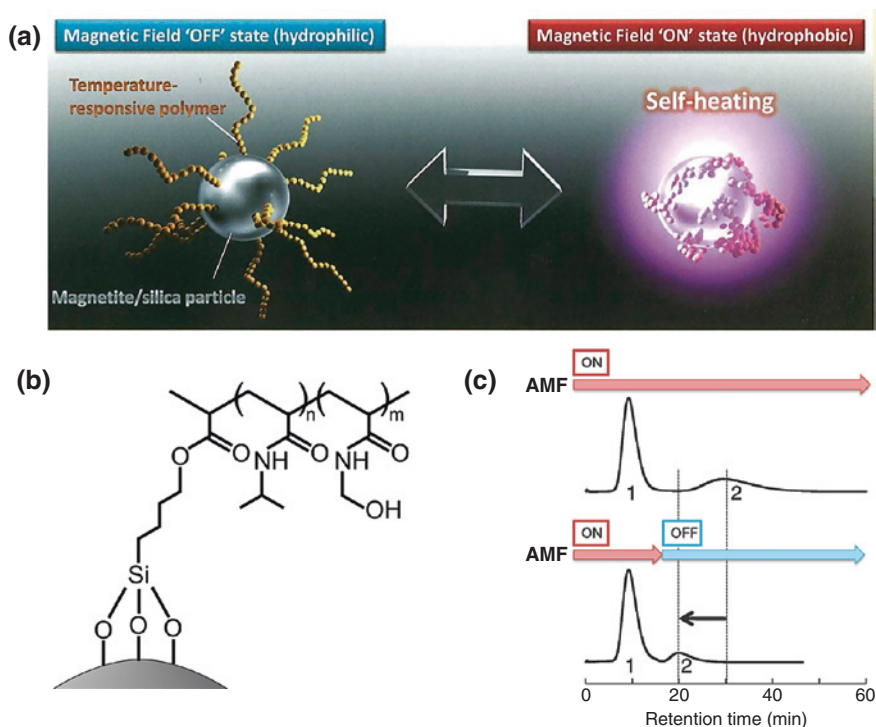 (a)
Magnetic Field 'OFF' state (hydrophilic)
Magnetic Field 'ON' state (hydrophobic)
Temperature-
responsive polymer
Self-heating
Magnetite/silica particle
(b)
n
m
O
O
NH
O
NH
O
OH
Si
O
O
O
(c)
ON
AMF
1
2
ON
OFF
AMF
1
2
0
20
40
60
Retention time (min)